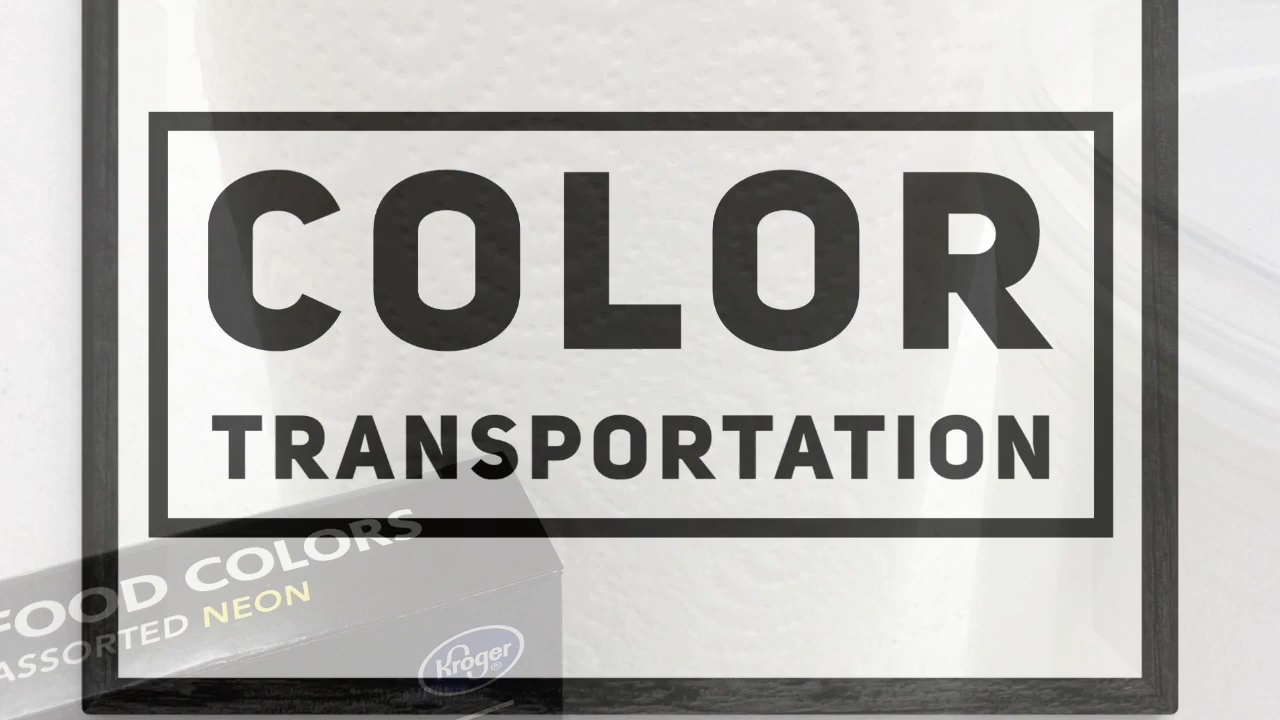 COLOR
TRANSPORTATION
FOOD COLORS
ASSORTED NEON
Kroger®